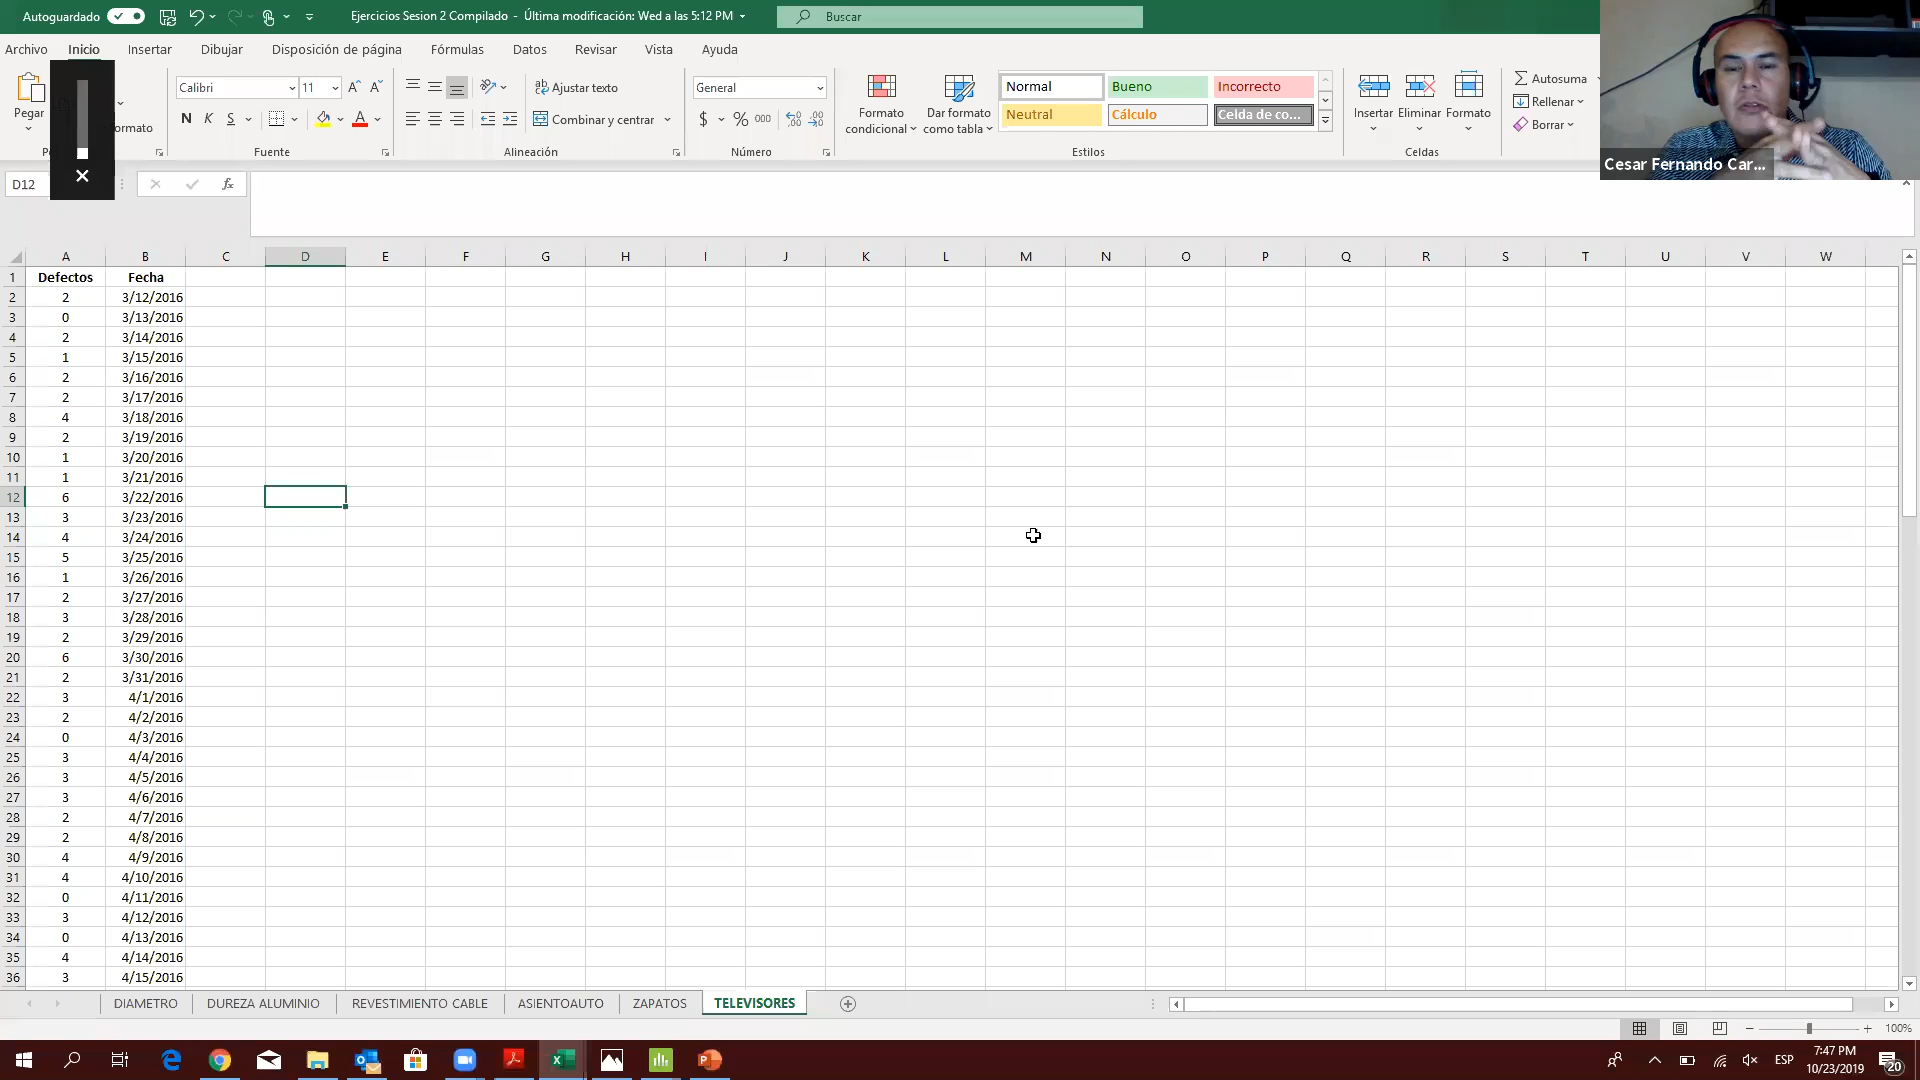 Autoguardado
Ejercicios Sesion 2 Compilado - Última modificación: Wed a las 5:12 PM
Buscar
Archivo Inicio Insertar Dibujar Disposición de página Fórmulas Datos Revisar Vista Ayuda
Pegar
Calibri 11
N K S
Fuente
Ajustar texto
Combinar y centrar
Alineación
General
$ % 000
Número
Formato condicional
Dar formato como tabla
Normal Bueno Incorrecto
Neutral Cálculo Celda de co...
Estilos
Insertar Eliminar Formato
Celdas
Autosuma
Rellenar
Borrar
Cesar Fernando Car...
D12
fx
A B C D E F G H I J K L M N O P Q R S T U V W
1 Defectos Fecha
2 2 3/12/2016
3 0 3/13/2016
4 2 3/14/2016
5 1 3/15/2016
6 2 3/16/2016
7 2 3/17/2016
8 4 3/18/2016
9 2 3/19/2016
10 1 3/20/2016
11 1 3/21/2016
12 6 3/22/2016
13 3 3/23/2016
14 4 3/24/2016
15 5 3/25/2016
16 1 3/26/2016
17 2 3/27/2016
18 3 3/28/2016
19 2 3/29/2016
20 6 3/30/2016
21 2 3/31/2016
22 3 4/1/2016
23 2 4/2/2016
24 0 4/3/2016
25 3 4/4/2016
26 3 4/5/2016
27 3 4/6/2016
28 2 4/7/2016
29 2 4/8/2016
30 4 4/9/2016
31 4 4/10/2016
32 0 4/11/2016
33 3 4/12/2016
34 0 4/13/2016
35 4 4/14/2016
36 3 4/15/2016
DIAMETRO DUREZA ALUMINIO REVESTIMIENTO CABLE ASIENTOAUTO ZAPATOS TELEVISORES
100%
ESP
7:47 PM
10/23/2019
20